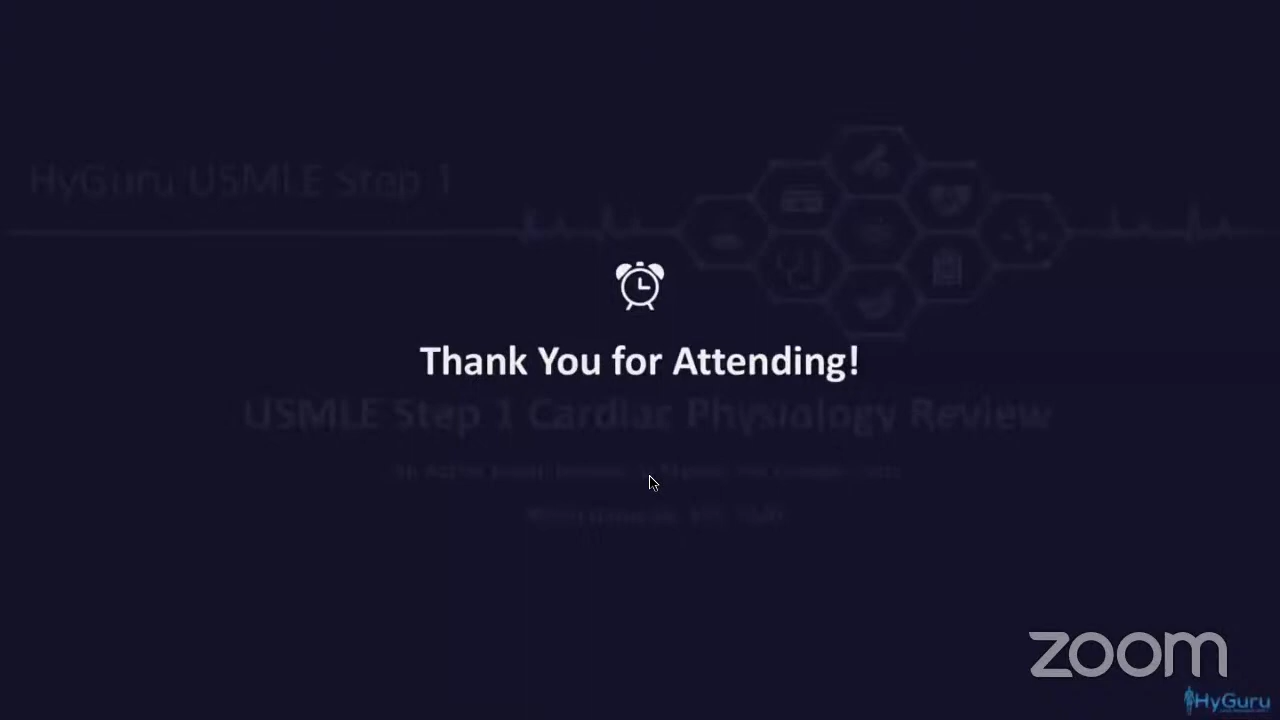 HyGuru USMLE Step 1
Thank You for Attending!
USMLE Step 1 Cardiac Physiology Review
zoom
HyGuru